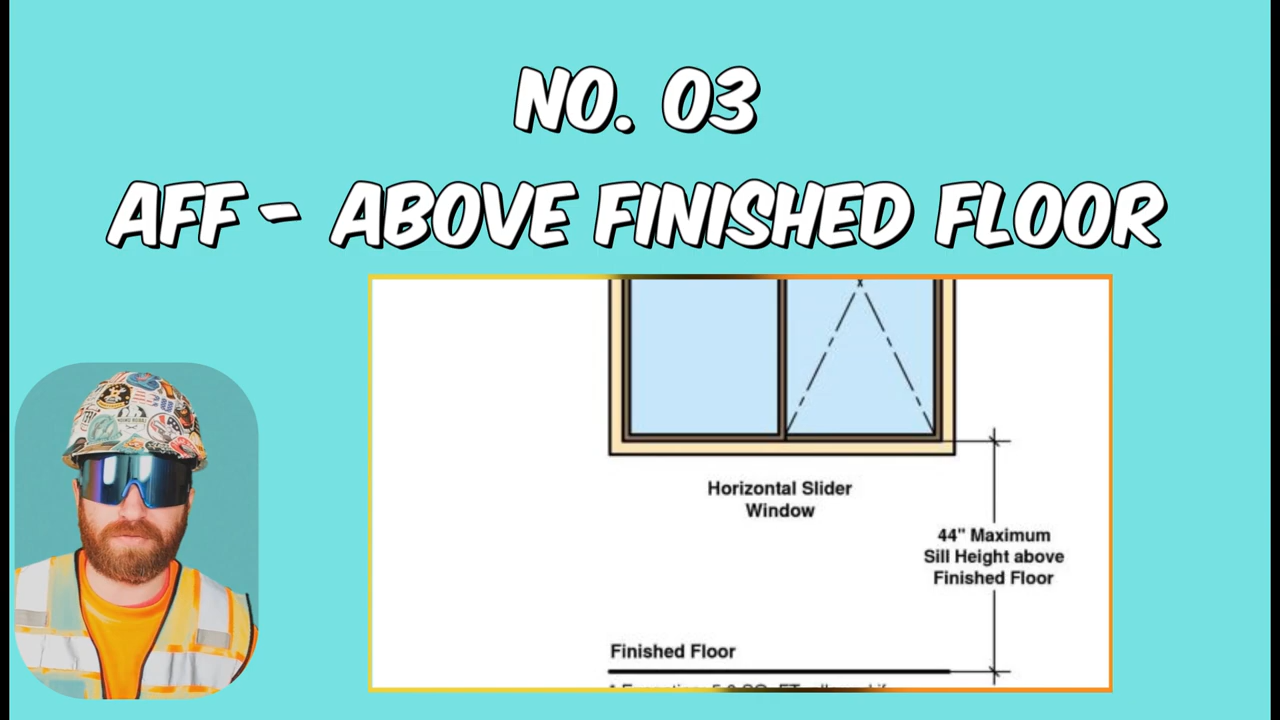 NO. 03
AFF - ABOVE FINISHED FLOOR
Horizontal Slider
Window
44" Maximum
Sill Height above
Finished Floor
Finished Floor